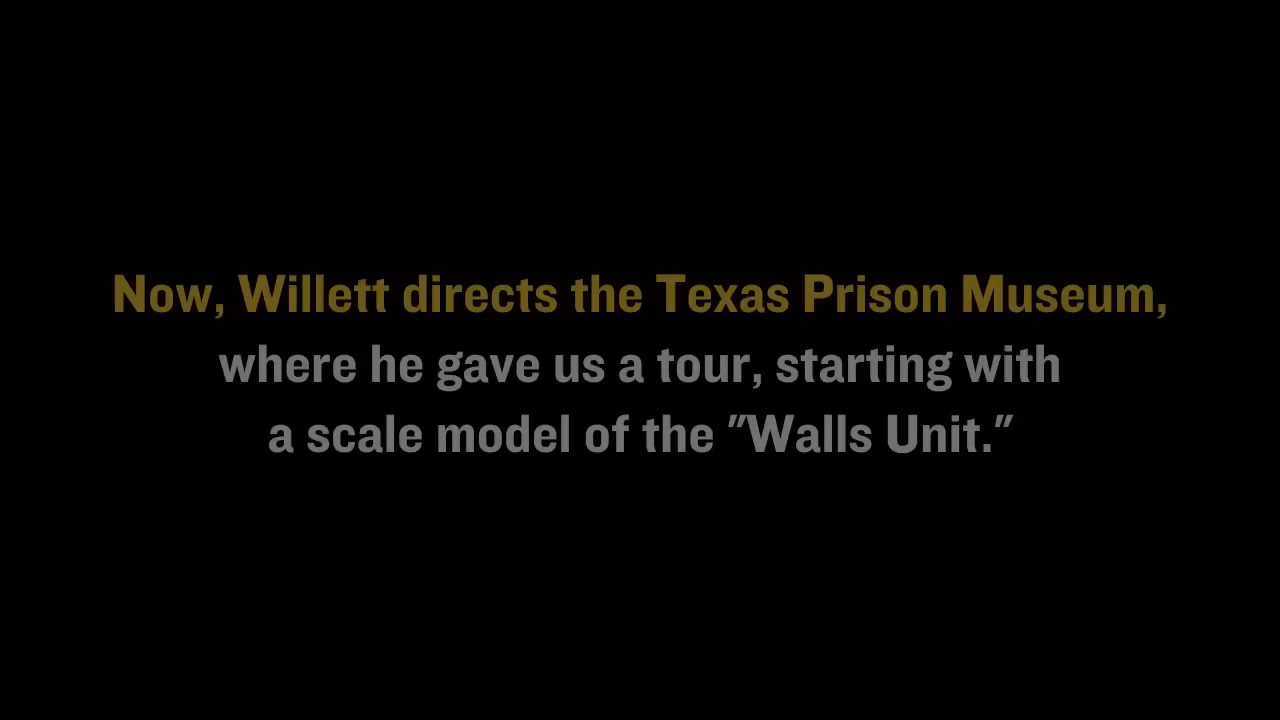 Now, Willett directs the Texas Prison Museum,
where he gave us a tour, starting with
a scale model of the "Walls Unit."